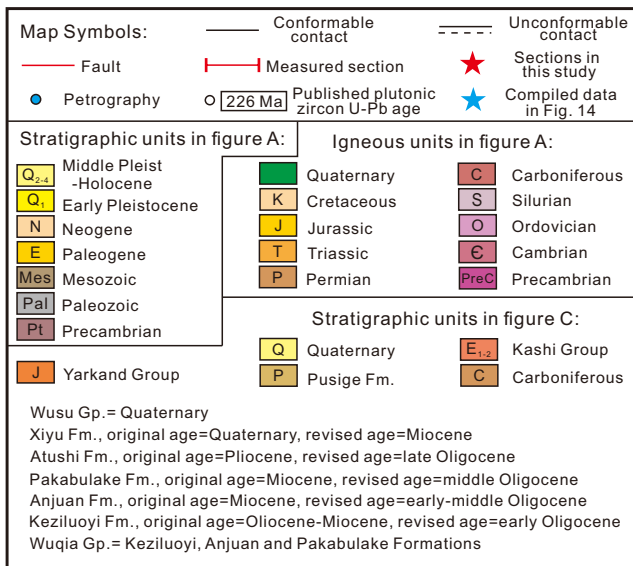 Map Symbols:
Conformable
contact
Unconformable
contact
Fault
Measured section
Sections in
this study
Petrography
226 Ma
Published plutonic
zircon U-Pb age
Compiled data
in Fig. 14
Stratigraphic units in figure A:
Q2-4 Middle Pleist
-Holocene
Q1 Early Pleistocene
N Neogene
E Paleogene
Mes Mesozoic
Pal Paleozoic
Pt Precambrian
Igneous units in figure A:
Quaternary
K Cretaceous
J Jurassic
T Triassic
P Permian
C Carboniferous
S Silurian
O Ordovician
Є Cambrian
PreC Precambrian
Stratigraphic units in figure C:
Q Quaternary
E1-2 Kashi Group
J Yarkand Group
P Pusige Fm.
C Carboniferous
Wusu Gp.= Quaternary
Xiyu Fm., original age=Quaternary, revised age=Miocene
Atushi Fm., original age=Pliocene, revised age=late Oligocene
Pakabulake Fm., original age=Miocene, revised age=middle Oligocene
Anjuan Fm., original age=Miocene, revised age=early-middle Oligocene
Keziluoyi Fm., original age=Oliocene-Miocene, revised age=early Oligocene
Wuqia Gp.= Keziluoyi, Anjuan and Pakabulake Formations